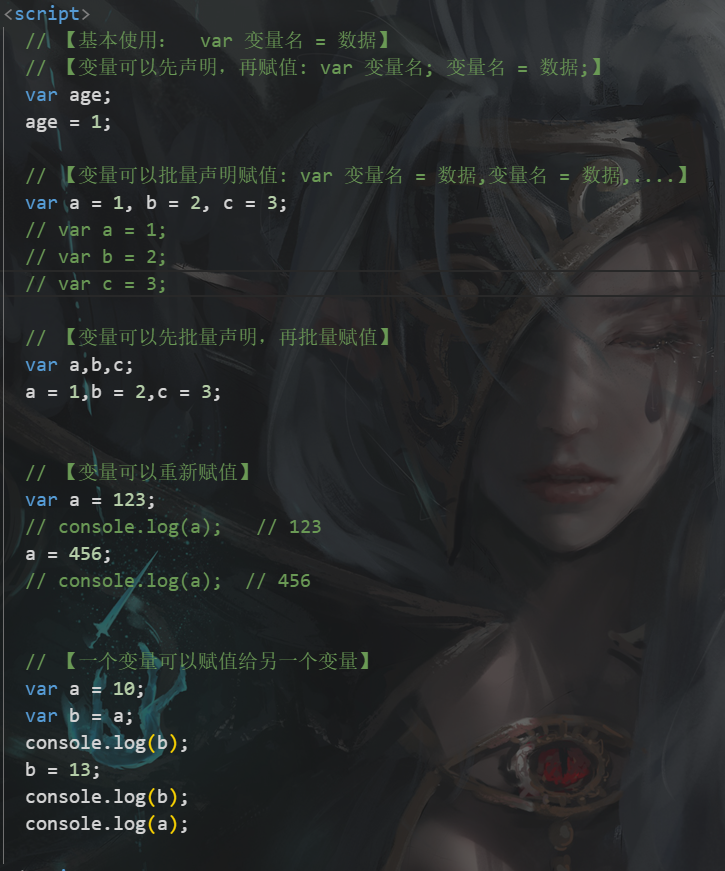 <script>
// 【基本使用:  var 变量名 = 数据】
// 【变量可以先声明，再赋值: var 变量名; 变量名 = 数据;】
var age;
age = 1;
// 【变量可以批量声明赋值: var 变量名 = 数据,变量名 = 数据,....】
var a = 1, b = 2, c = 3;
// var a = 1;
// var b = 2;
// var c = 3;
// 【变量可以先批量声明，再批量赋值】
var a,b,c;
a = 1,b = 2,c = 3;
// 【变量可以重新赋值】
var a = 123;
// console.log(a);   // 123
a = 456;
// console.log(a);  // 456
// 【一个变量可以赋值给另一个变量】
var a = 10;
var b = a;
console.log(b);
b = 13;
console.log(b);
console.log(a);